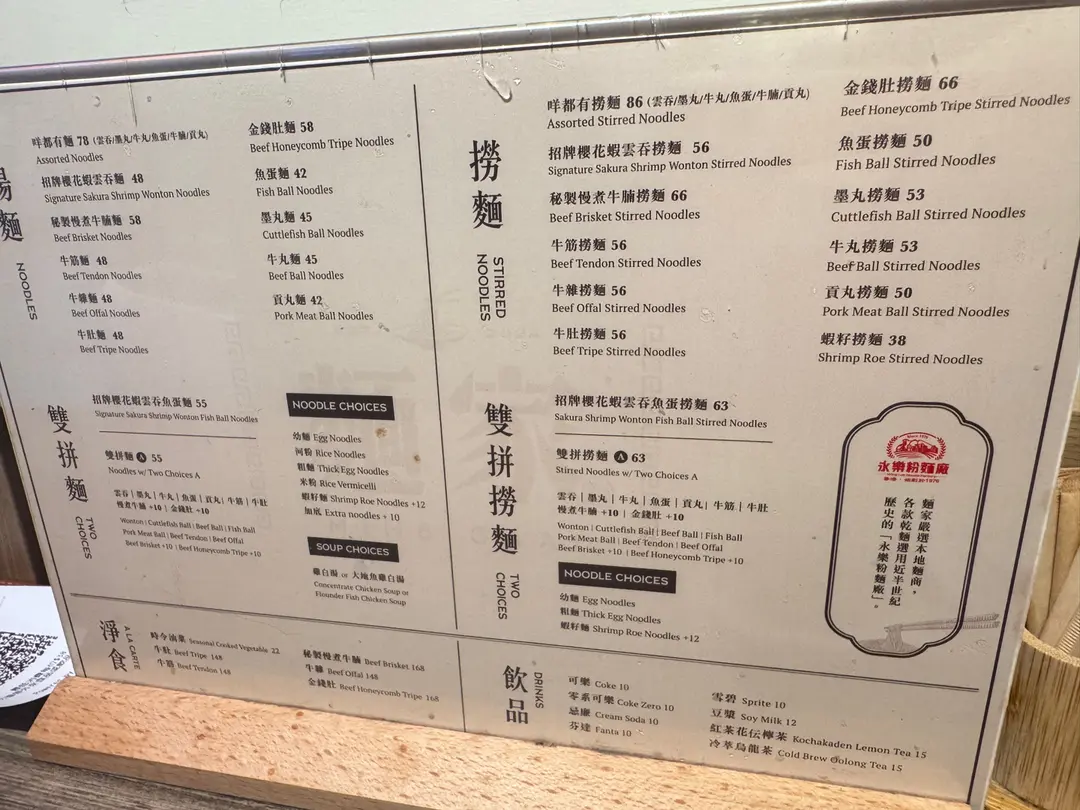 湯麵
NOODLES
咩都有麵 78 (雲吞/墨丸/牛丸/魚蛋/牛腩/貢丸)
Assorted Noodles
招牌櫻花蝦雲吞麵 48
Signature Sakura Shrimp Wonton Noodles
秘製慢煮牛腩麵 58
Beef Brisket Noodles
牛筋麵 48
Beef Tendon Noodles
牛雜麵 48
Beef Offal Noodles
牛肚麵 48
Beef Tripe Noodles
金錢肚麵 58
Beef Honeycomb Tripe Noodles
魚蛋麵 42
Fish Ball Noodles
墨丸麵 45
Cuttlefish Ball Noodles
牛丸麵 45
Beef Ball Noodles
貢丸麵 42
Pork Meat Ball Noodles
雙拼麵
TWO CHOICES
招牌櫻花蝦雲吞魚蛋麵 55
Signature Sakura Shrimp Wonton Fish Ball Noodles
雙拼麵 A 55
Noodles w/ Two Choices A
雲吞 | 墨丸 | 牛丸 | 魚蛋 | 貢丸 | 牛筋 | 牛肚
慢煮牛腩 +10 | 金錢肚 +10
Wonton | Cuttlefish Ball | Beef Ball | Fish Ball
Pork Meat Ball | Beef Tendon | Beef Offal
Beef Brisket +10 | Beef Honeycomb Tripe +10
NOODLE CHOICES
幼麵 Egg Noodles
河粉 Rice Noodles
粗麵 Thick Egg Noodles
米粉 Rice Vermicelli
蝦籽麵 Shrimp Roe Noodles +12
加底 Extra noodles + 10
SOUP CHOICES
雞白湯 or 大地魚雞白湯
Concentrate Chicken Soup or
Flounder Fish Chicken Soup
撈麵
STIRRED NOODLES
咩都有撈麵 86 (雲吞/墨丸/牛丸/魚蛋/牛腩/貢丸)
Assorted Stirred Noodles
招牌櫻花蝦雲吞撈麵 56
Signature Sakura Shrimp Wonton Stirred Noodles
秘製慢煮牛腩撈麵 66
Beef Brisket Stirred Noodles
牛筋撈麵 56
Beef Tendon Stirred Noodles
牛雜撈麵 56
Beef Offal Stirred Noodles
牛肚撈麵 56
Beef Tripe Stirred Noodles
金錢肚撈麵 66
Beef Honeycomb Tripe Stirred Noodles
魚蛋撈麵 50
Fish Ball Stirred Noodles
墨丸撈麵 53
Cuttlefish Ball Stirred Noodles
牛丸撈麵 53
Beef Ball Stirred Noodles
貢丸撈麵 50
Pork Meat Ball Stirred Noodles
蝦籽撈麵 38
Shrimp Roe Stirred Noodles
雙拼撈麵
TWO CHOICES
招牌櫻花蝦雲吞魚蛋撈麵 63
Sakura Shrimp Wonton Fish Ball Stirred Noodles
雙拼撈麵 A 63
Stirred Noodles w/ Two Choices A
雲吞 | 墨丸 | 牛丸 | 魚蛋 | 貢丸 | 牛筋 | 牛肚
慢煮牛腩 +10 | 金錢肚 +10
Wonton | Cuttlefish Ball | Beef Ball | Fish Ball
Pork Meat Ball | Beef Tendon | Beef Offal
Beef Brisket +10 | Beef Honeycomb Tripe +10
NOODLE CHOICES
幼麵 Egg Noodles
粗麵 Thick Egg Noodles
蝦籽麵 Shrimp Roe Noodles +12
永樂粉麵廠
麵家嚴選本地麵商，
各款乾麵選用近半世紀
歷史的「永樂粉麵廠」。
淨食
A LA CARTE
時令滷菜 Seasonal Cooked Vegetable 22
牛肚 Beef Tripe 148
牛筋 Beef Tendon 148
秘製慢煮牛腩 Beef Brisket 168
牛雜 Beef Offal 148
金錢肚 Beef Honeycomb Tripe 168
飲品
DRINKS
可樂 Coke 10
零系可樂 Coke Zero 10
忌廉 Cream Soda 10
芬達 Fanta 10
雪碧 Sprite 10
豆漿 Soy Milk 12
紅茶花伝檸茶 Kochakaden Lemon Tea 15
冷萃烏龍茶 Cold Brew Oolong Tea 15